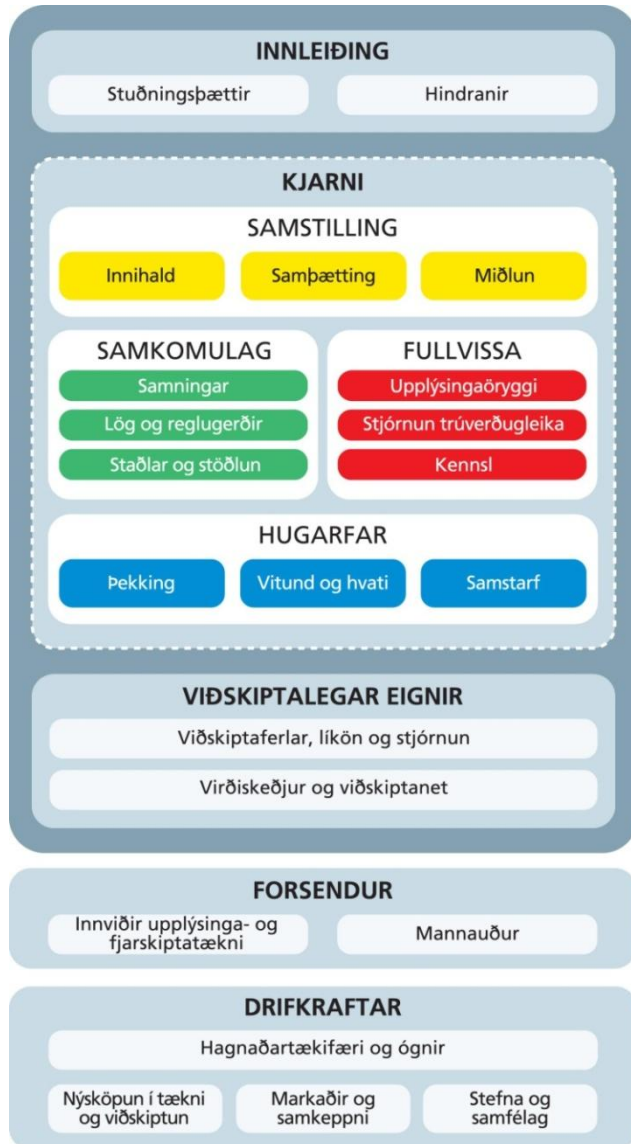 INNLEIÐING
Stuðningsþættir
Hindranir
KJARNI
SAMSTILLING
Innihald
Samþætting
Miðlun
SAMKOMULAG
Samningar
Lög og reglugerðir
Staðlar og stöðlun
FULLVISSA
Upplýsingaöryggi
Stjórnun trúverðugleika
Kennsl
HUGARFAR
Þekking
Vitund og hvati
Samstarf
VIÐSKIPTALEGAR EIGNIR
Viðskiptaferlar, líkön og stjórnun
Virðiskeðjur og viðskiptanet
FORSENDUR
Innviðir upplýsinga- og
fjarskiptatækni
Mannauður
DRIFKRAFTAR
Hagnaðartækifæri og ógnir
Nýsköpun í tækni
og viðskiptun
Markaðir og
samkeppni
Stefna og
samfélag